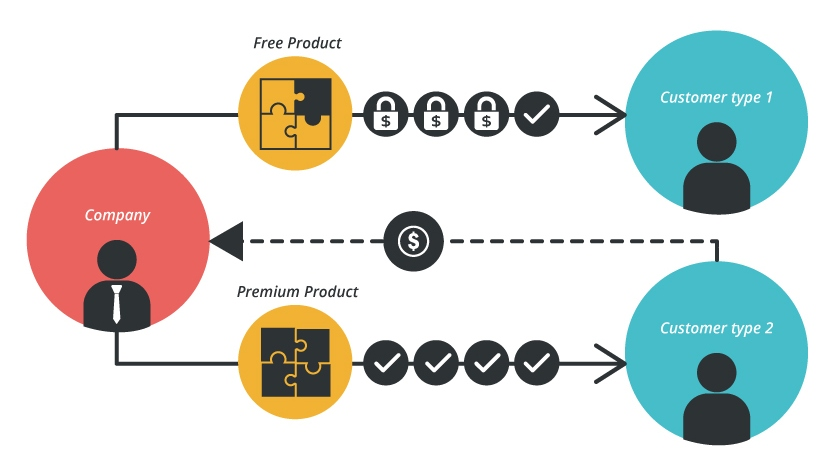 Free Product
Customer type 1
$
$
$
Company
$
Premium Product
Customer type 2